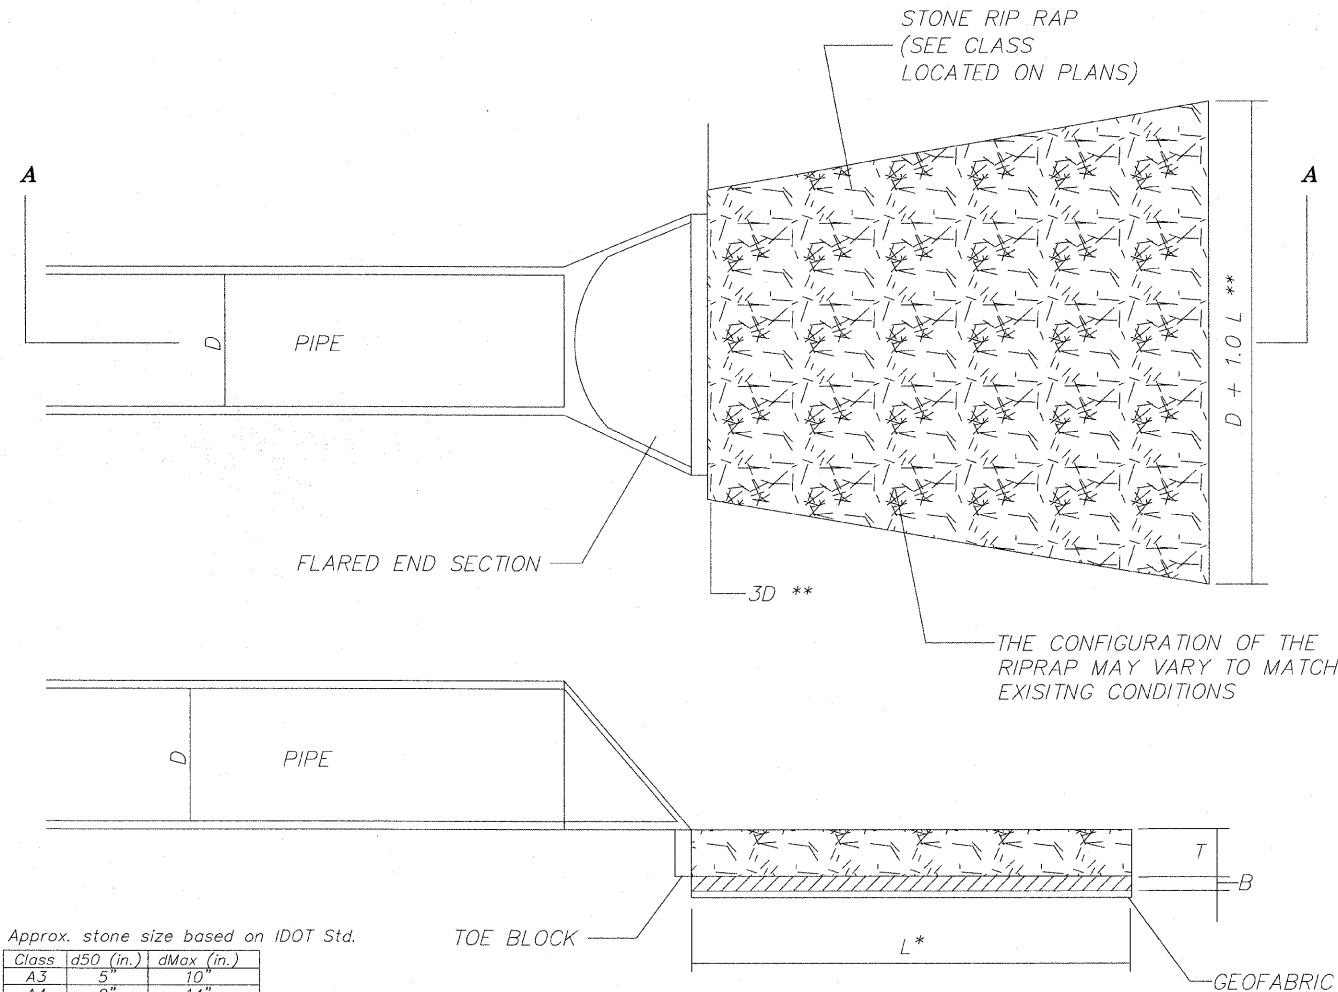 STONE RIP RAP
(SEE CLASS
LOCATED ON PLANS)
A
A
D
PIPE
D + 1.0 L **
FLARED END SECTION
3D **
THE CONFIGURATION OF THE
RIPRAP MAY VARY TO MATCH
EXISITNG CONDITIONS
D
PIPE
T
B
TOE BLOCK
L*
GEOFABRIC
Approx. stone size based on IDOT Std.
Class d50 (in.) dMax (in.)
A3 5" 10"